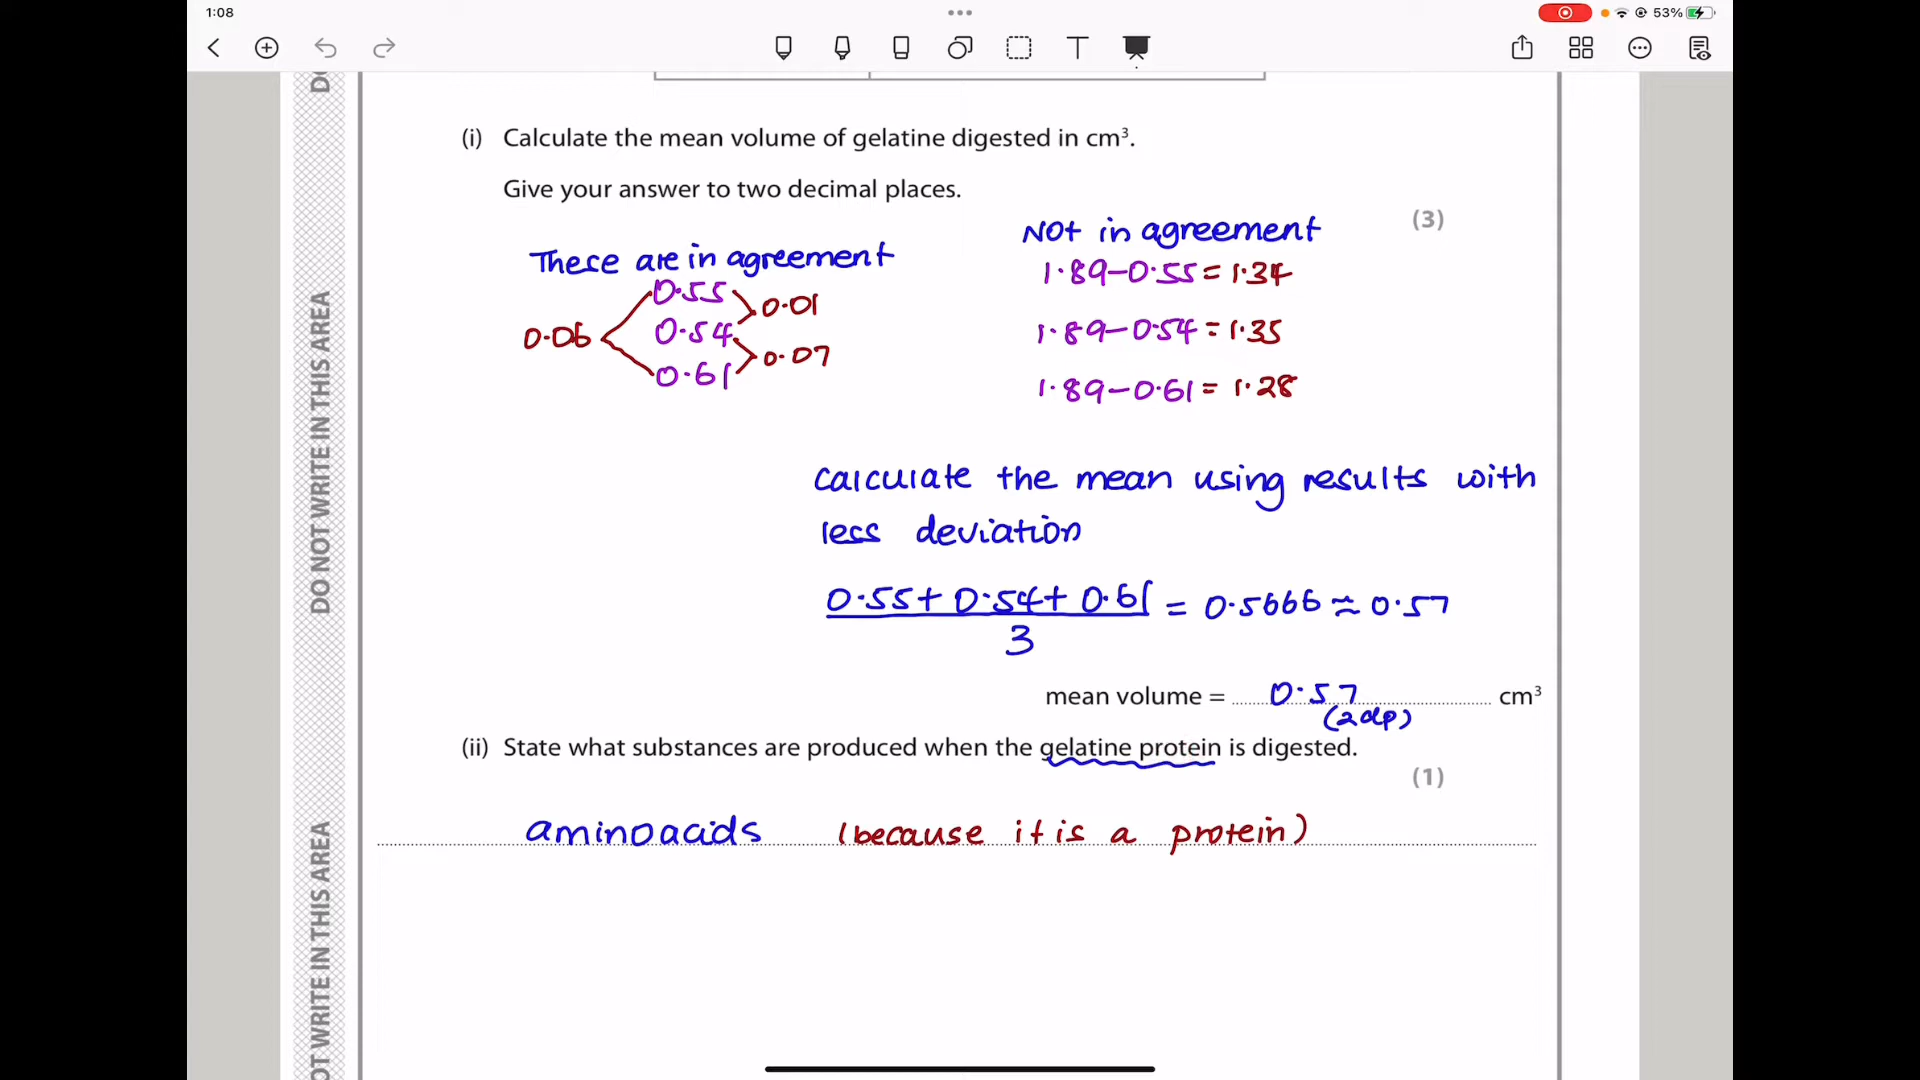 1:08
53%
DO NOT WRITE IN THIS AREA
(i) Calculate the mean volume of gelatine digested in cm³.
Give your answer to two decimal places.
(3)
These are in agreement
0.55
0.54
0.61
0.06
0.01
0.07
Not in agreement
1.89-0.55=1.34
1.89-0.54=1.35
1.89-0.61=1.28
calculate the mean using results with
less deviation
0.55+0.54+0.61
3
= 0.5666 ≈ 0.57
mean volume = 0.57 cm³
(2dp)
(ii) State what substances are produced when the gelatine protein is digested.
(1)
aminoacids (because it is a protein)
DO
OT WRITE IN THIS AREA